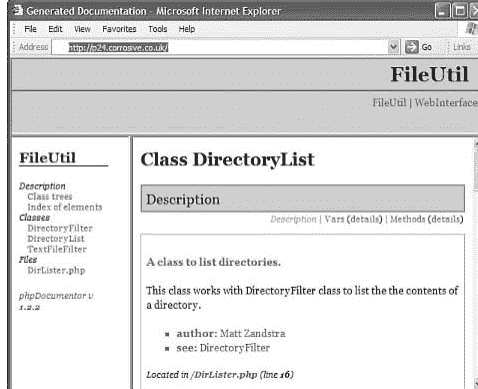 Generated Documentation - Microsoft Internet Explorer
File Edit View Favorites Tools Help
Address http://p24.corrosive.co.uk/ Go Links
FileUtil
FileUtil | WebInterface
FileUtil
Description
Class trees
Index of elements
Classes
DirectoryFilter
DirectoryList
TextFileFilter
Files
DirLister.php
phpDocumentor v
1.2.2
Class DirectoryList
Description
Description | Vars (details) | Methods (details)
A class to list directories.
This class works with DirectoryFilter class to list the the contents of
a directory.
author: Matt Zandstra
see: DirectoryFilter
Located in /DirLister.php (line 16)